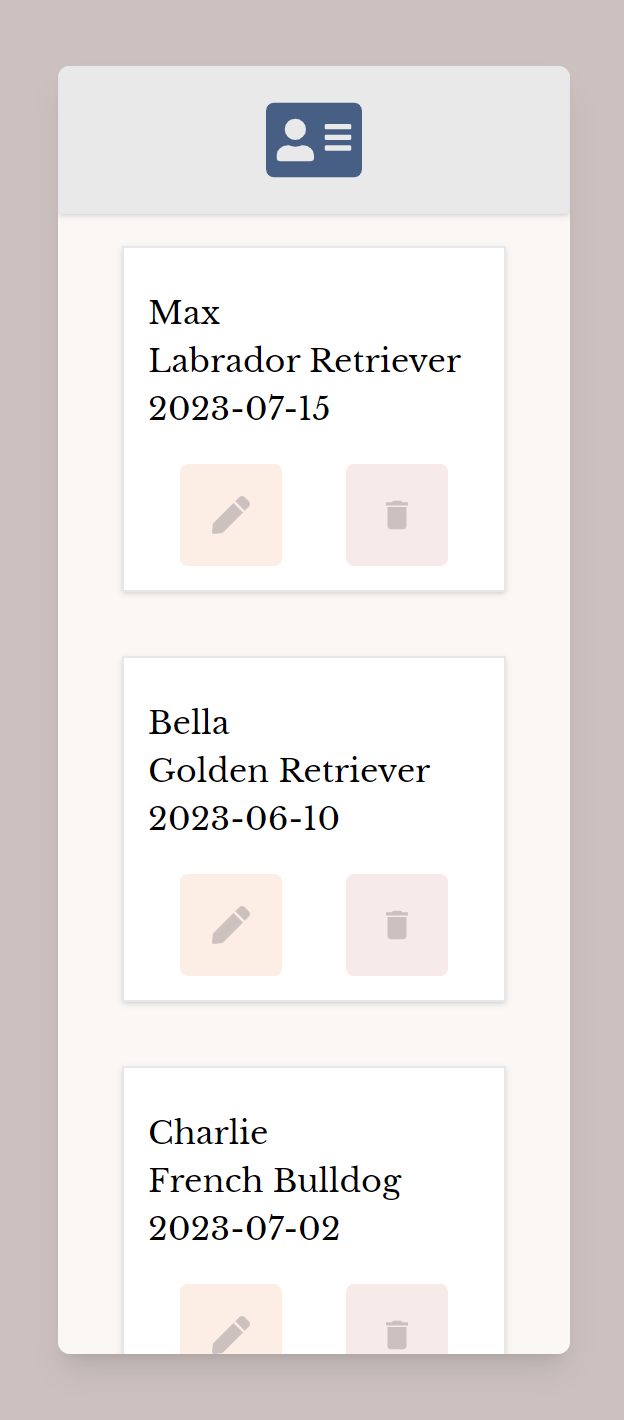 Max
Labrador Retriever
2023-07-15
Bella
Golden Retriever
2023-06-10
Charlie
French Bulldog
2023-07-02